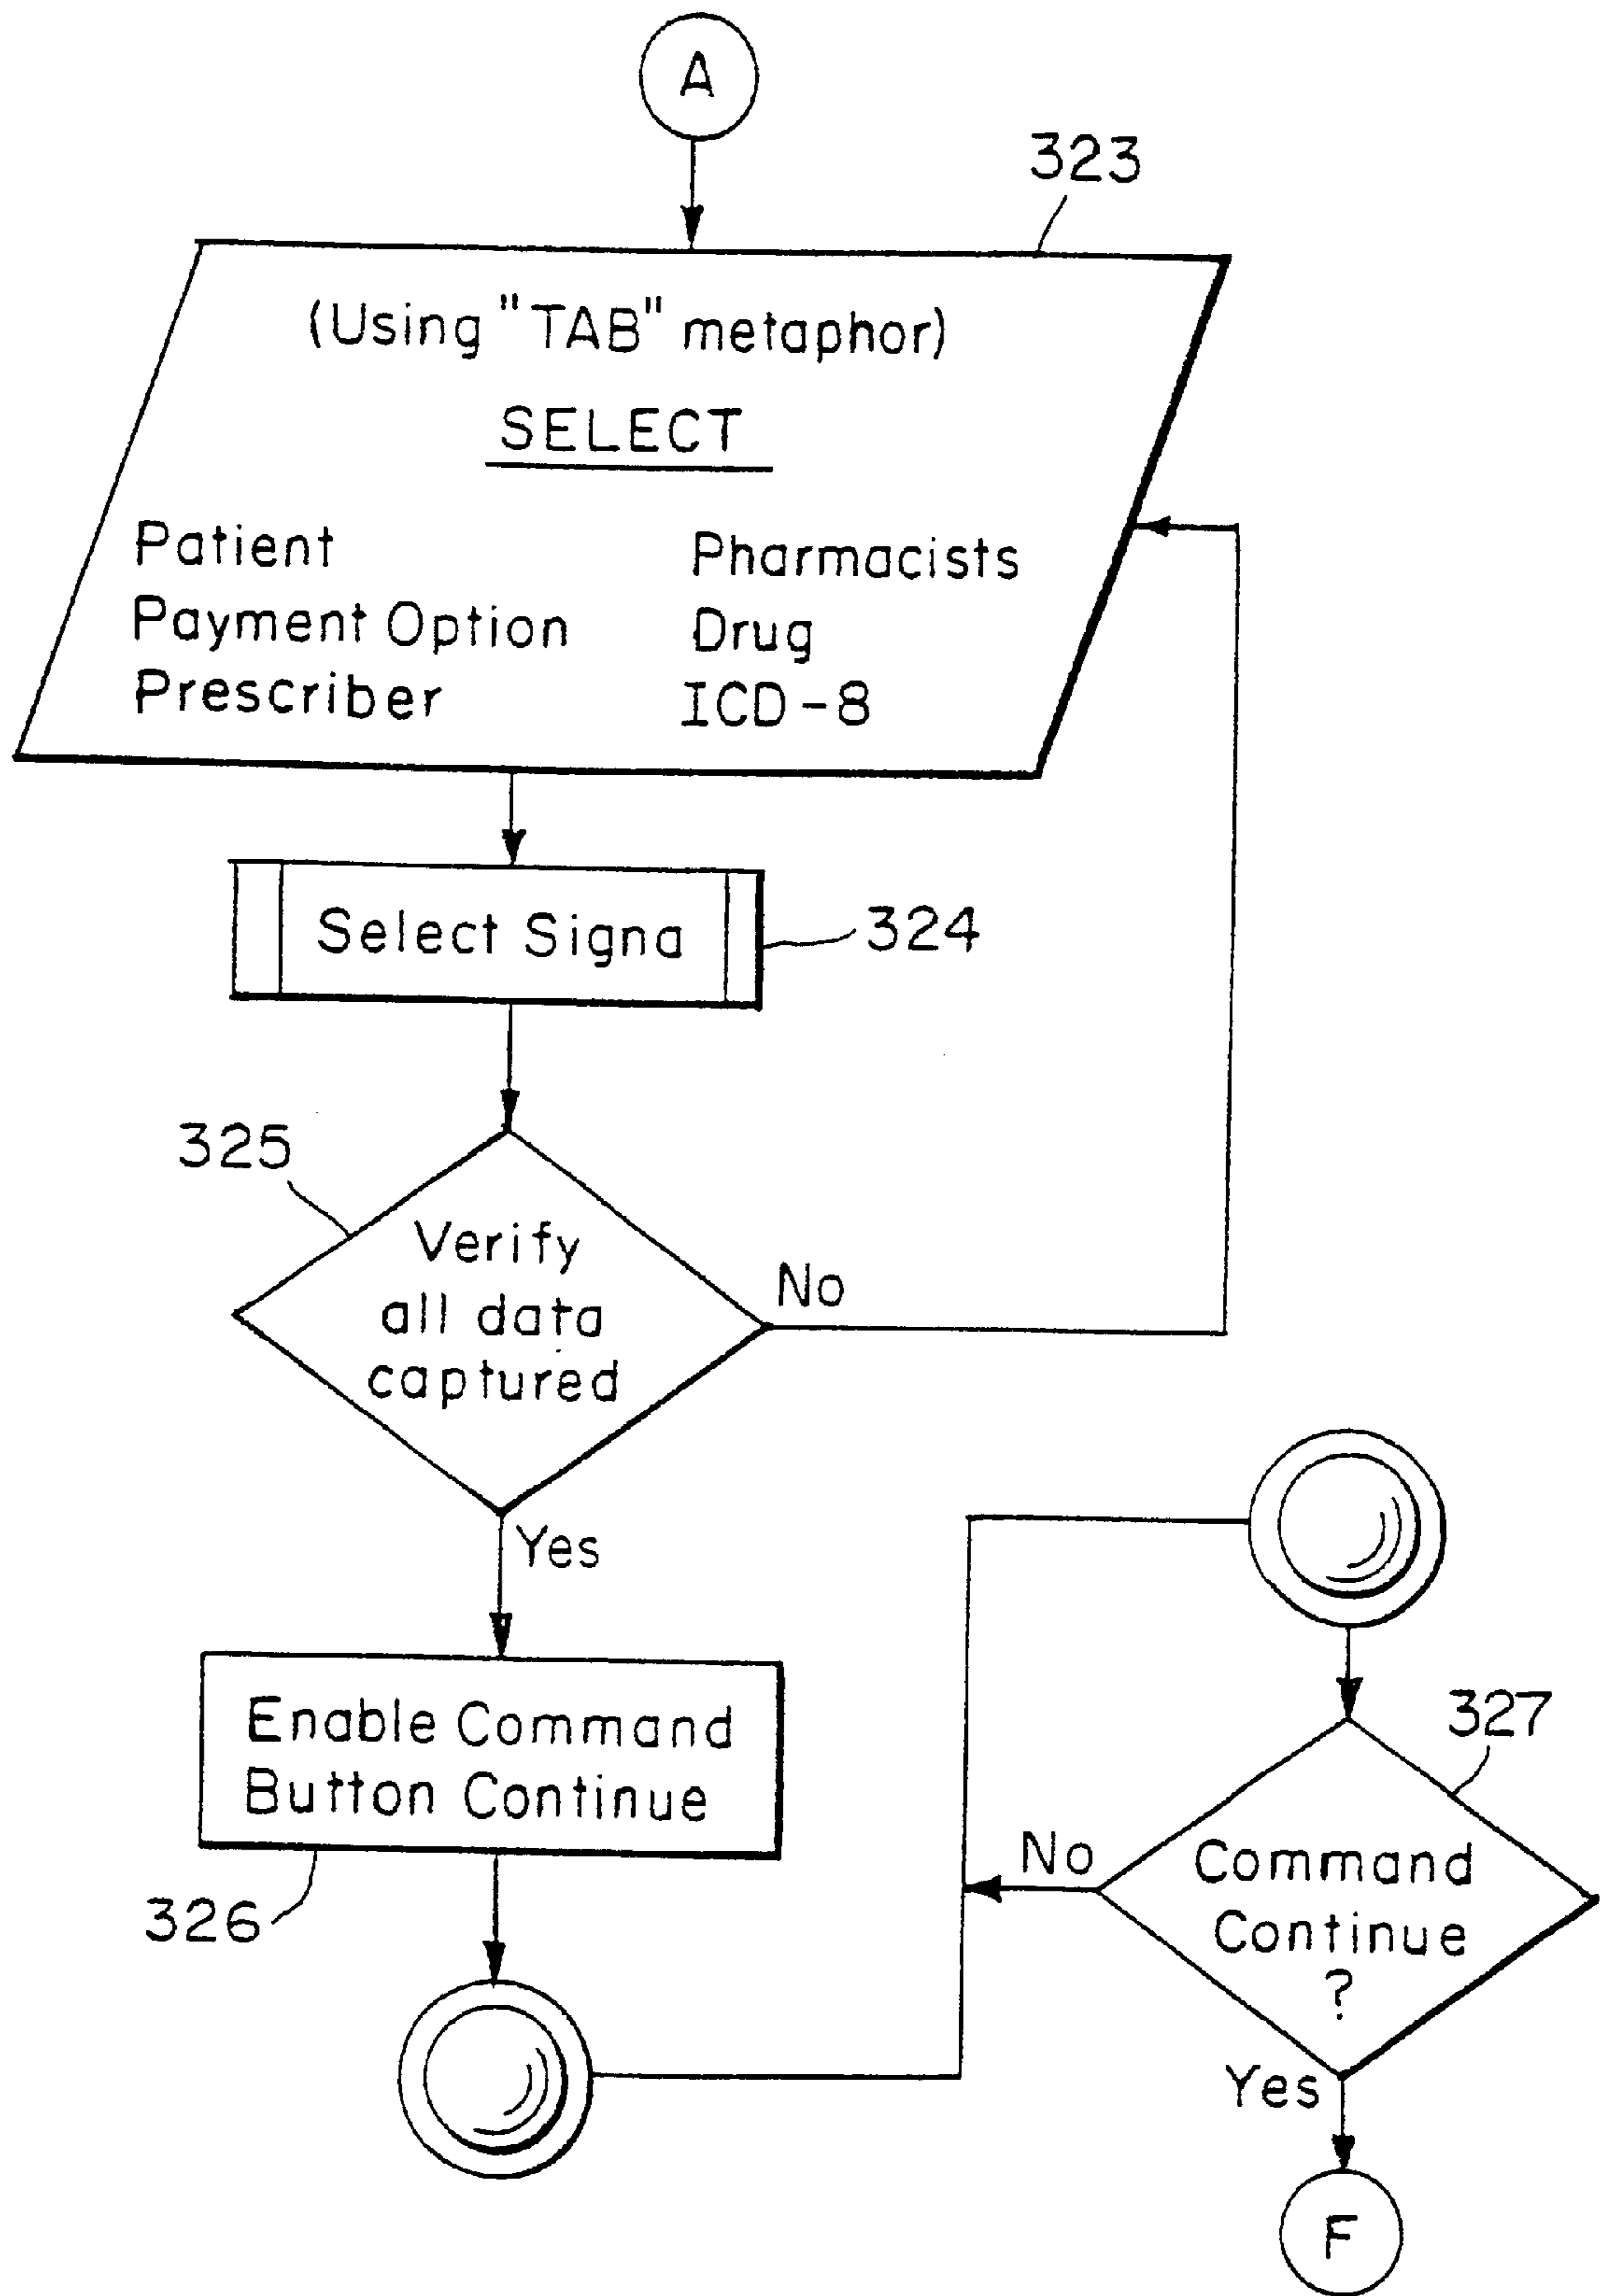 A
323
(Using "TAB" metaphor)
SELECT
Patient
Payment Option
Prescriber
Pharmacists
Drug
ICD-8
Select Signa
324
325
Verify
all data
captured
No
Yes
Enable Command
Button Continue
326
327
Command
Continue
?
No
Yes
F